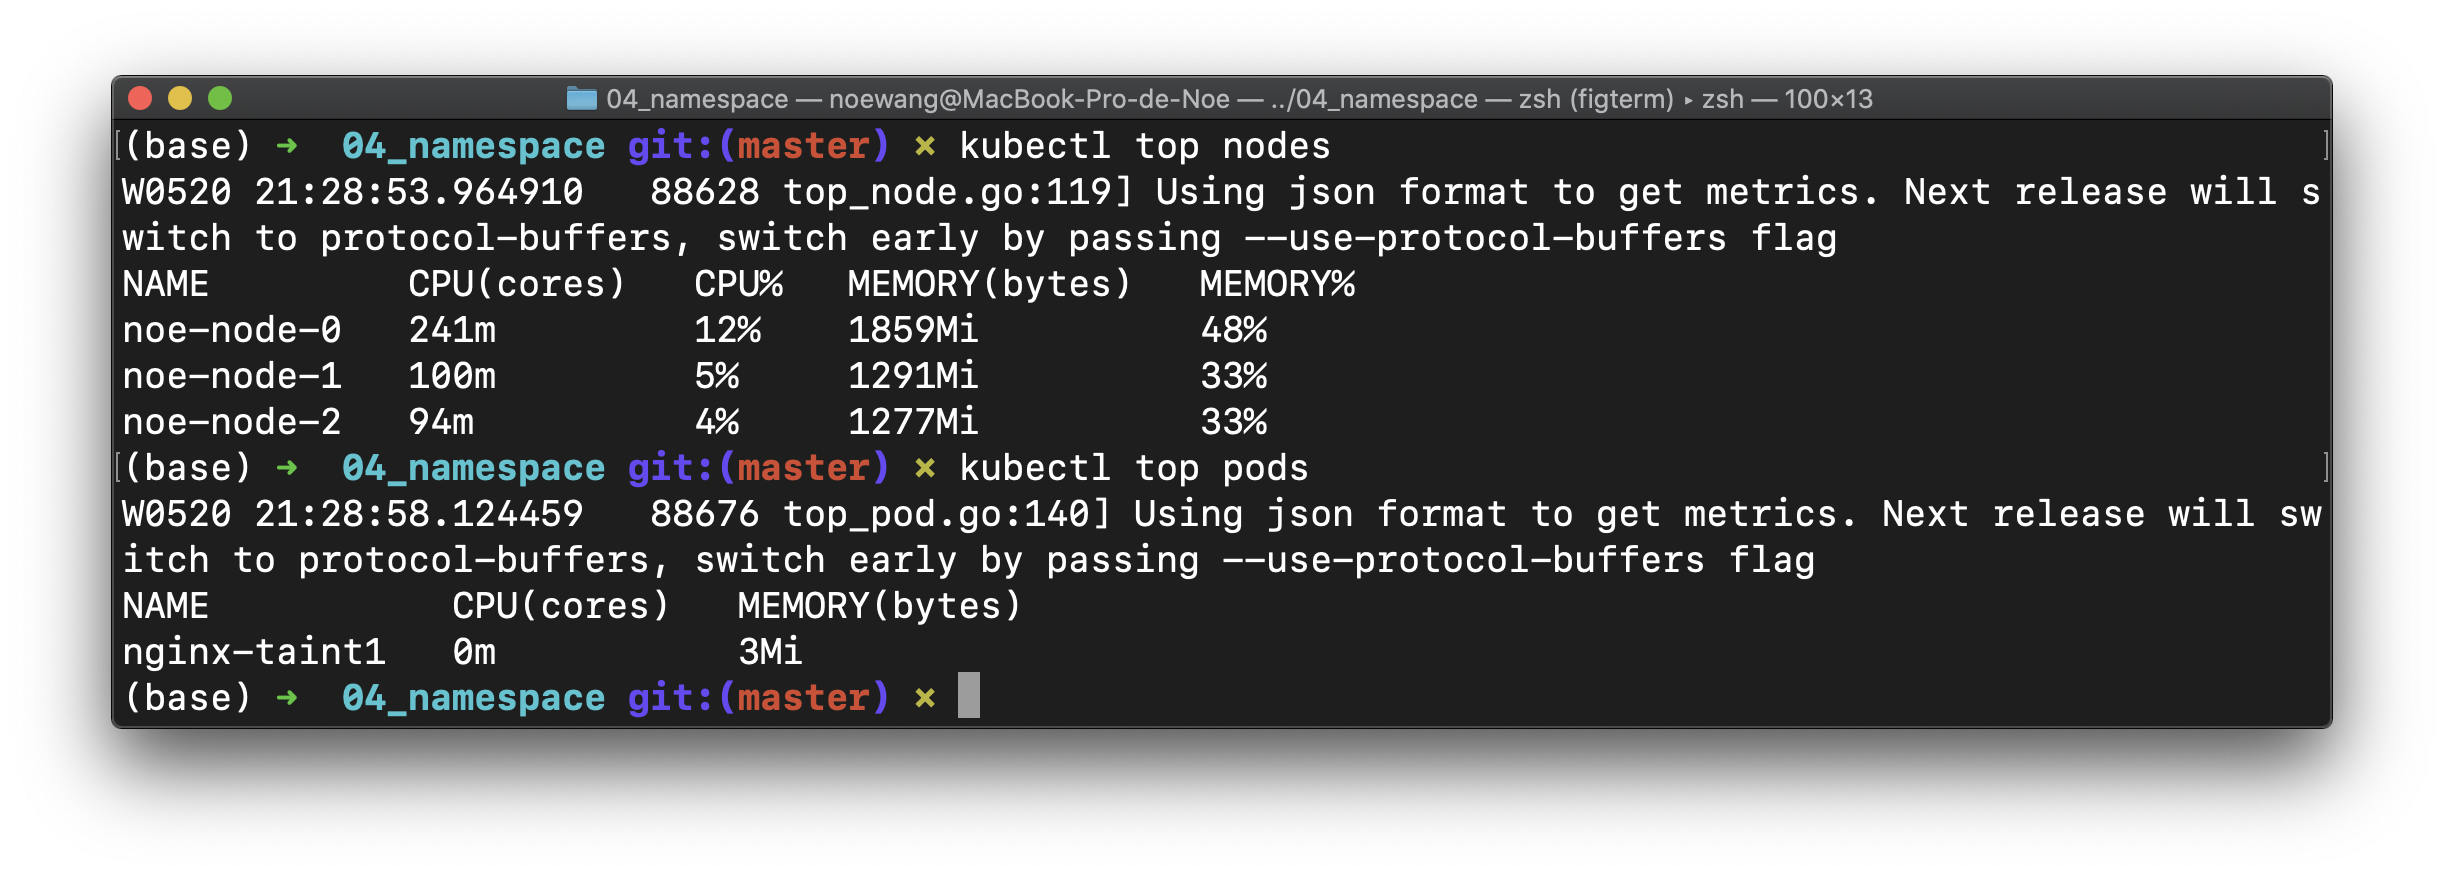 04_namespace — noewang@MacBook-Pro-de-Noe — ../04_namespace — zsh (figterm) ▸ zsh — 100×13
(base) ➜  04_namespace git:(master) ✗ kubectl top nodes
W0520 21:28:53.964910   88628 top_node.go:119] Using json format to get metrics. Next release will s
witch to protocol-buffers, switch early by passing --use-protocol-buffers flag
NAME         CPU(cores)   CPU%   MEMORY(bytes)   MEMORY%
noe-node-0   241m         12%    1859Mi          48%
noe-node-1   100m         5%     1291Mi          33%
noe-node-2   94m          4%     1277Mi          33%
(base) ➜  04_namespace git:(master) ✗ kubectl top pods
W0520 21:28:58.124459   88676 top_pod.go:140] Using json format to get metrics. Next release will sw
itch to protocol-buffers, switch early by passing --use-protocol-buffers flag
NAME           CPU(cores)   MEMORY(bytes)
nginx-taint1   0m           3Mi
(base) ➜  04_namespace git:(master) ✗